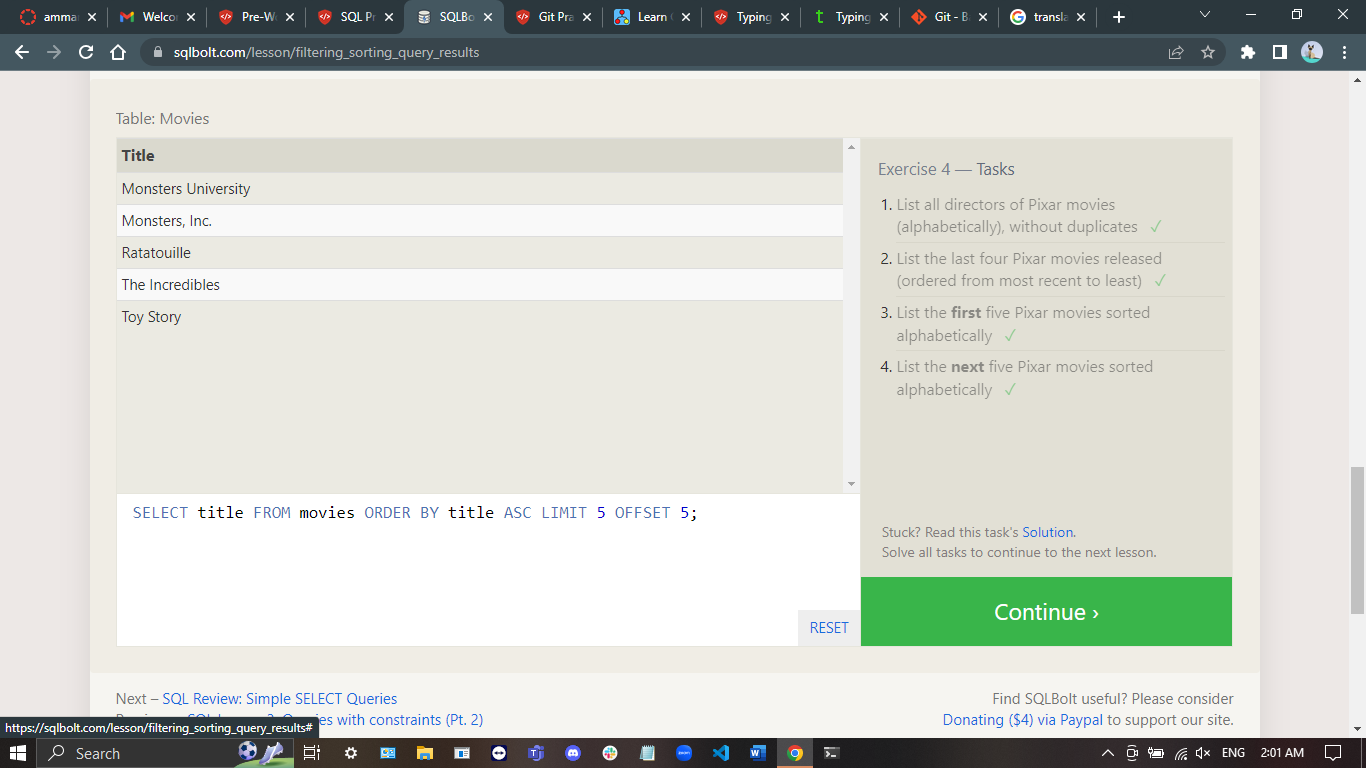 amma
Welco
Pre-W
SQL Pr
SQLBo
Git Pra
Learn
Typing
Typing
Git - B
transla
sqlbolt.com/lesson/filtering_sorting_query_results
Table: Movies
Title
Monsters University
Monsters, Inc.
Ratatouille
The Incredibles
Toy Story
SELECT title FROM movies ORDER BY title ASC LIMIT 5 OFFSET 5;
RESET
Exercise 4 — Tasks
1. List all directors of Pixar movies
(alphabetically), without duplicates ✓
2. List the last four Pixar movies released
(ordered from most recent to least) ✓
3. List the first five Pixar movies sorted
alphabetically ✓
4. List the next five Pixar movies sorted
alphabetically ✓
Stuck? Read this task's Solution.
Solve all tasks to continue to the next lesson.
Continue ›
Next – SQL Review: Simple SELECT Queries
with constraints (Pt. 2)
Find SQLBolt useful? Please consider
Donating ($4) via Paypal to support our site.
https://sqlbolt.com/lesson/filtering_sorting_query_results#
Search
ENG
2:01 AM